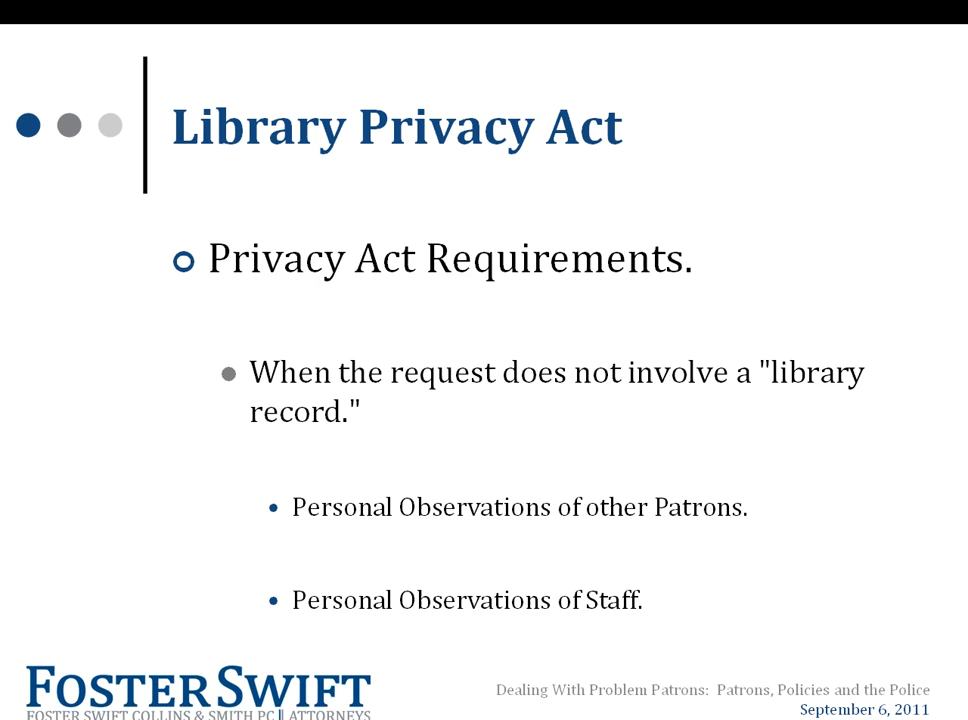 Library Privacy Act
Privacy Act Requirements.
When the request does not involve a "library
record."
Personal Observations of other Patrons.
Personal Observations of Staff.
FOSTER SWIFT
FOSTER SWIFT COLLINS & SMITH PC || ATTORNEYS
Dealing With Problem Patrons: Patrons, Policies and the Police
September 6, 2011